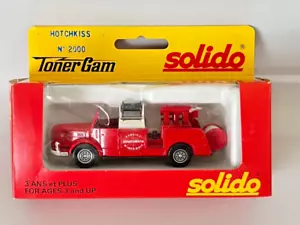 HOTCHKISS
N° 2500
solido
Toner Gam
3 ANS et PLUS
FOR AGES 3 and UP
solido